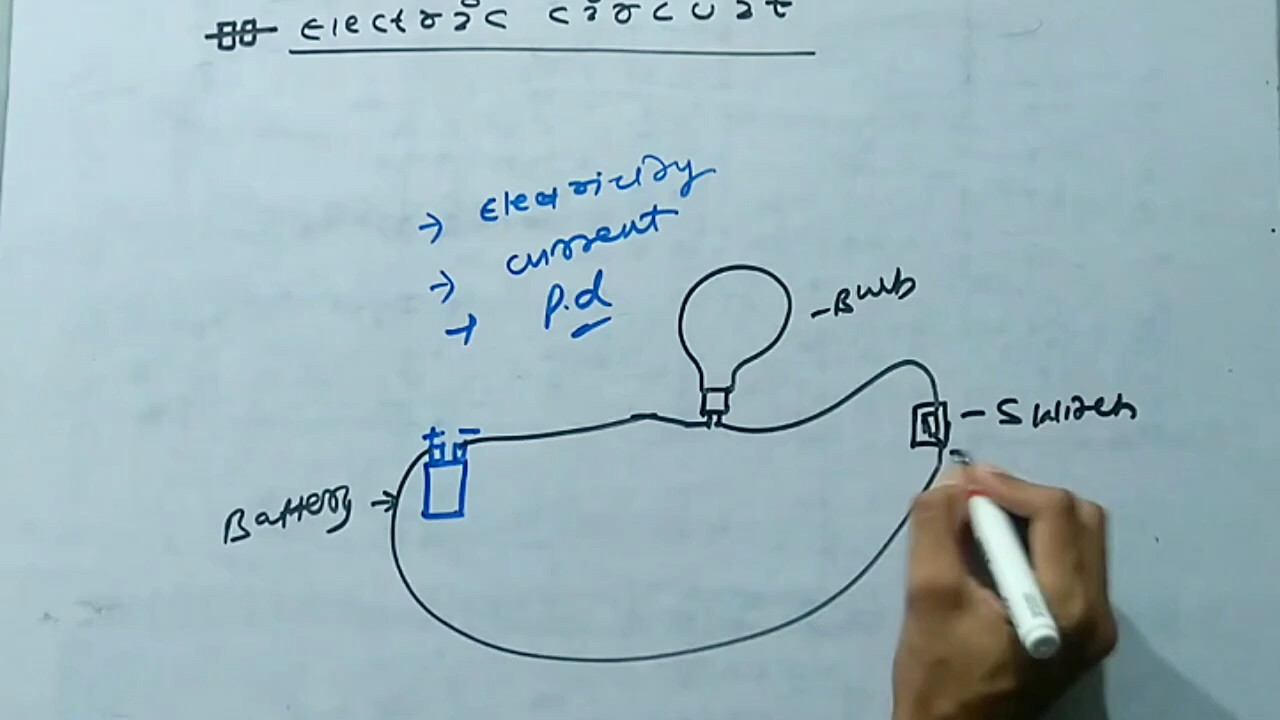 Electric circuit
→ Electricity
→ current
→ P.d
- Bulb
+ -
- Switch
Battery →